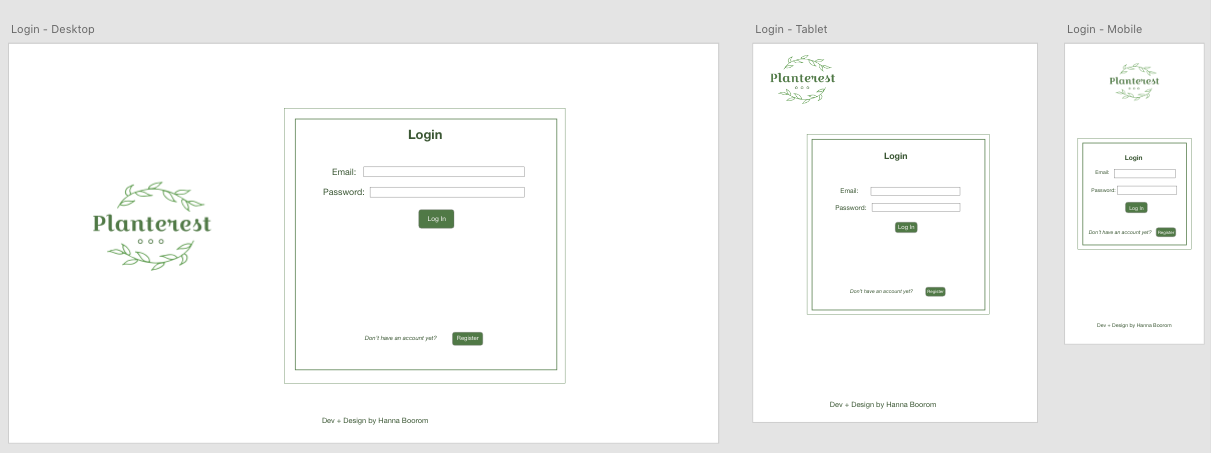 Login - Desktop
Planterest
Login
Email:
Password:
Log In
Don't have an account yet?
Register
Dev + Design by Hanna Boorom
Login - Tablet
Planterest
Login
Email:
Password:
Log In
Don't have an account yet?
Register
Dev + Design by Hanna Boorom
Login - Mobile
Planterest
Login
Email
Password:
Log In
Don't have an account yet?
Register
Dev + Design by Hanna Boorom